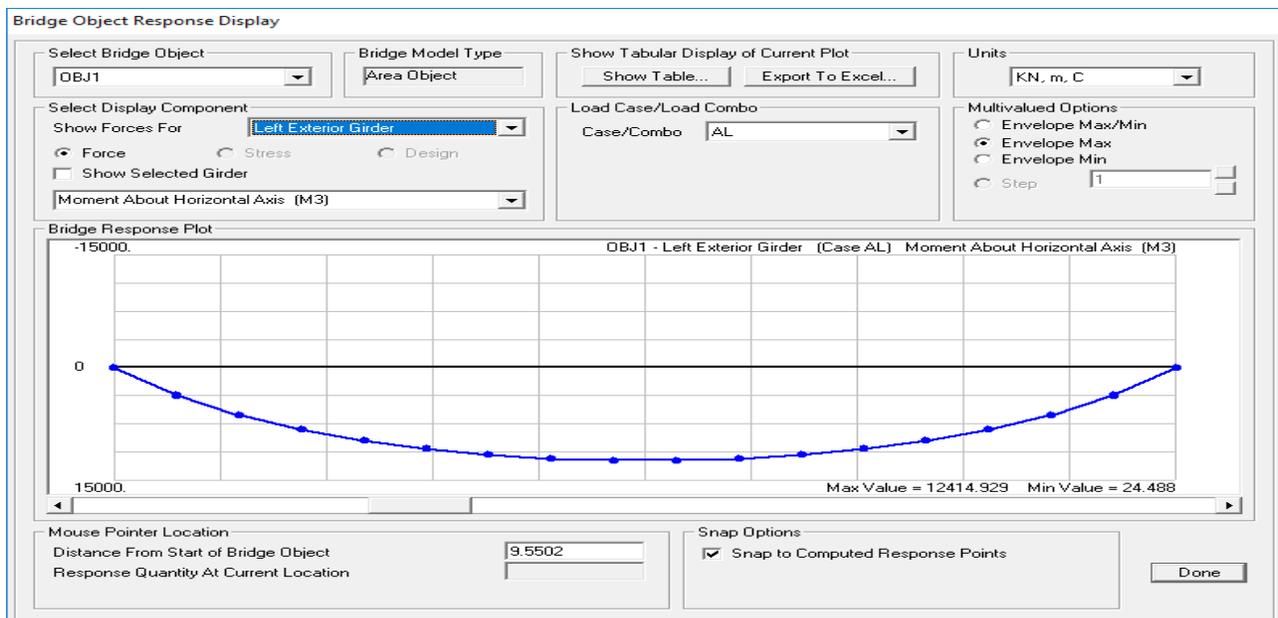 Bridge Object Response Display
Select Bridge Object
OBJ1
Bridge Model Type
Area Object
Show Tabular Display of Current Plot
Show Table...
Export To Excel...
Units
KN, m, C
Select Display Component
Show Forces For
Left Exterior Girder
Force
Stress
Design
Show Selected Girder
Moment About Horizontal Axis (M3)
Load Case/Load Combo
Case/Combo
AL
Multivalued Options
Envelope Max/Min
Envelope Max
Envelope Min
Step
1
Bridge Response Plot
-15000.
OBJ1 - Left Exterior Girder (Case AL) Moment About Horizontal Axis (M3)
0
15000.
Max Value = 12414.929 Min Value = 24.488
Mouse Pointer Location
Distance From Start of Bridge Object
9.5502
Response Quantity At Current Location
Snap Options
Snap to Computed Response Points
Done